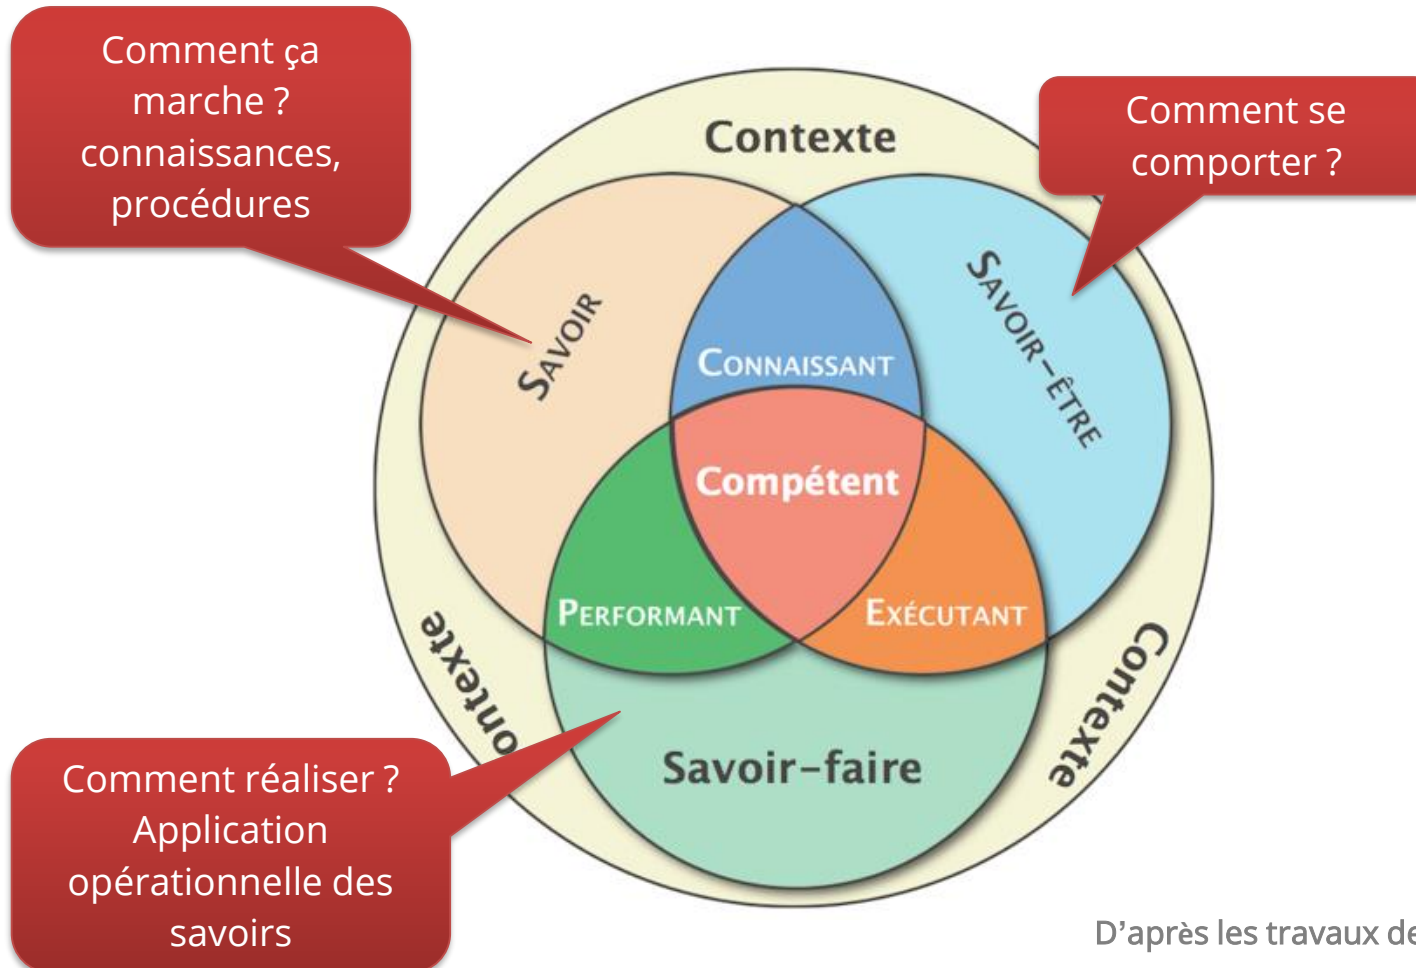 Comment ça
marche ?
connaissances,
procédures
Comment se
comporter ?
Contexte
SAVOIR
SAVOIR-ÊTRE
CONNAISSANT
Compétent
PERFORMANT
EXÉCUTANT
ontexte
Contexte
Savoir-faire
Comment réaliser ?
Application
opérationnelle des
savoirs
D'après les travaux de